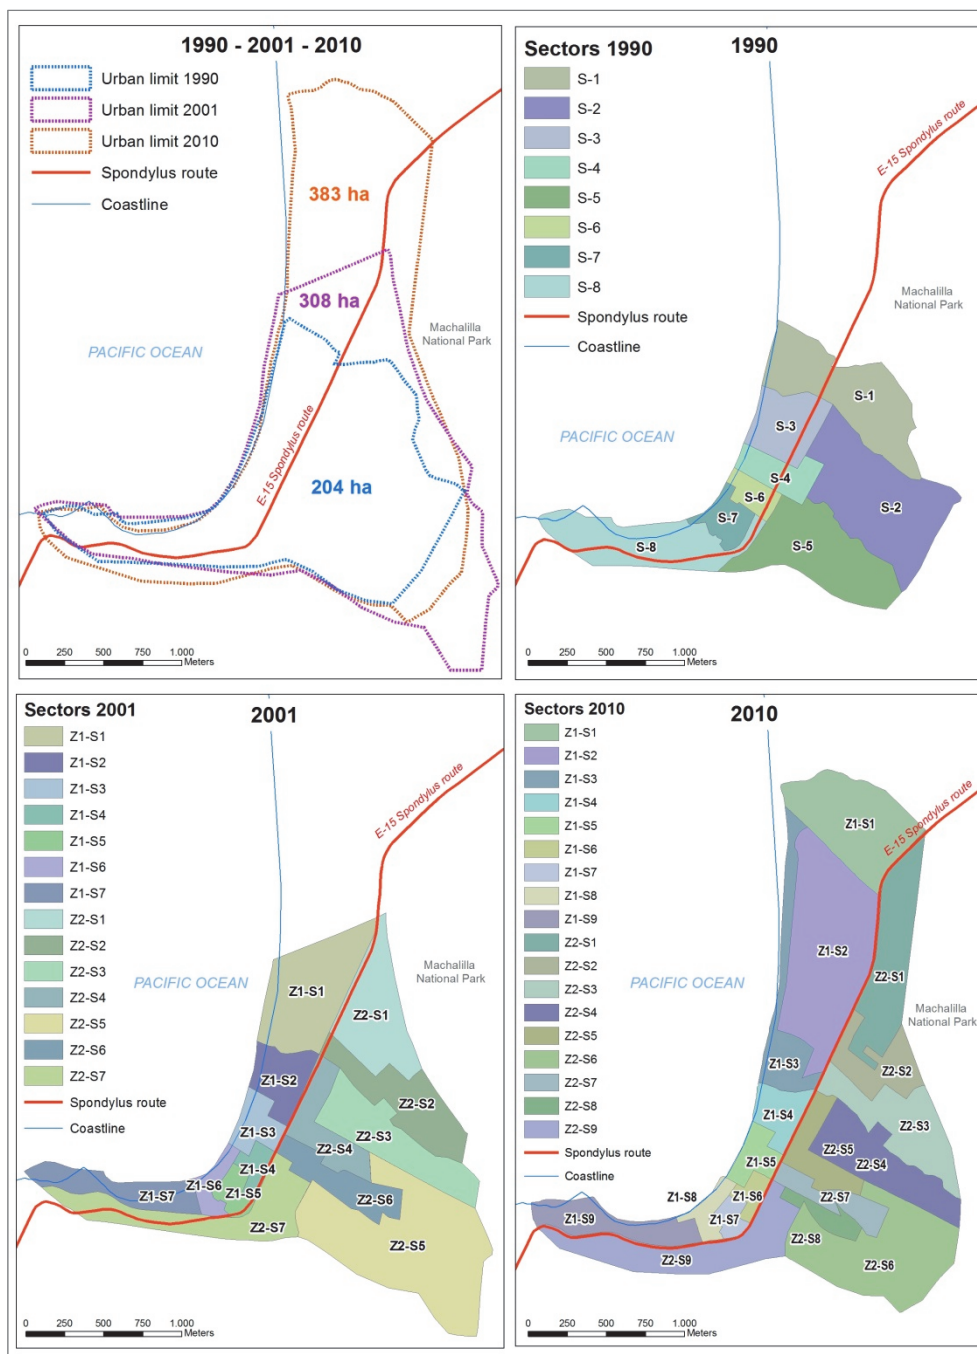 1990 - 2001 - 2010
Urban limit 1990
Urban limit 2001
Urban limit 2010
Spondylus route
Coastline
383 ha
308 ha
Machalilla
National Park
PACIFIC OCEAN
E-15 Spondylus route
204 ha
0 250 500 750 1.000
Meters
Sectors 1990
1990
S-1
S-2
S-3
S-4
S-5
S-6
S-7
S-8
Spondylus route
Coastline
E-15 Spondylus route
Machalilla
National Park
PACIFIC OCEAN
S-1
S-3
S-4
S-6
S-2
S-7
S-8
S-5
0 250 500 750 1.000
Meters
Sectors 2001
2001
Z1-S1
Z1-S2
Z1-S3
Z1-S4
Z1-S5
Z1-S6
Z1-S7
Z2-S1
Z2-S2
Z2-S3
Z2-S4
Z2-S5
Z2-S6
Z2-S7
Spondylus route
Coastline
E-15 Spondylus route
PACIFIC OCEAN
Machalilla
National Park
Z1-S1
Z2-S1
Z1-S2
Z2-S2
Z1-S3
Z2-S3
Z2-S4
Z1-S4
Z1-S6
Z1-S5
Z1-S7
Z2-S6
Z2-S7
Z2-S5
0 250 500 750 1.000
Meters
Sectors 2010
2010
Z1-S1
Z1-S2
Z1-S3
Z1-S4
Z1-S5
Z1-S6
Z1-S7
Z1-S8
Z1-S9
Z2-S1
Z2-S2
Z2-S3
Z2-S4
Z2-S5
Z2-S6
Z2-S7
Z2-S8
Z2-S9
Spondylus route
Coastline
E-15 Spondylus route
PACIFIC OCEAN
Machalilla
National Park
Z1-S1
Z1-S2
Z2-S1
Z1-S3
Z2-S2
Z1-S4
Z2-S3
Z2-S5
Z2-S4
Z1-S5
Z1-S8
Z1-S6
Z2-S7
Z1-S9
Z1-S7
Z2-S8
Z2-S9
Z2-S6
0 250 500 750 1.000
Meters